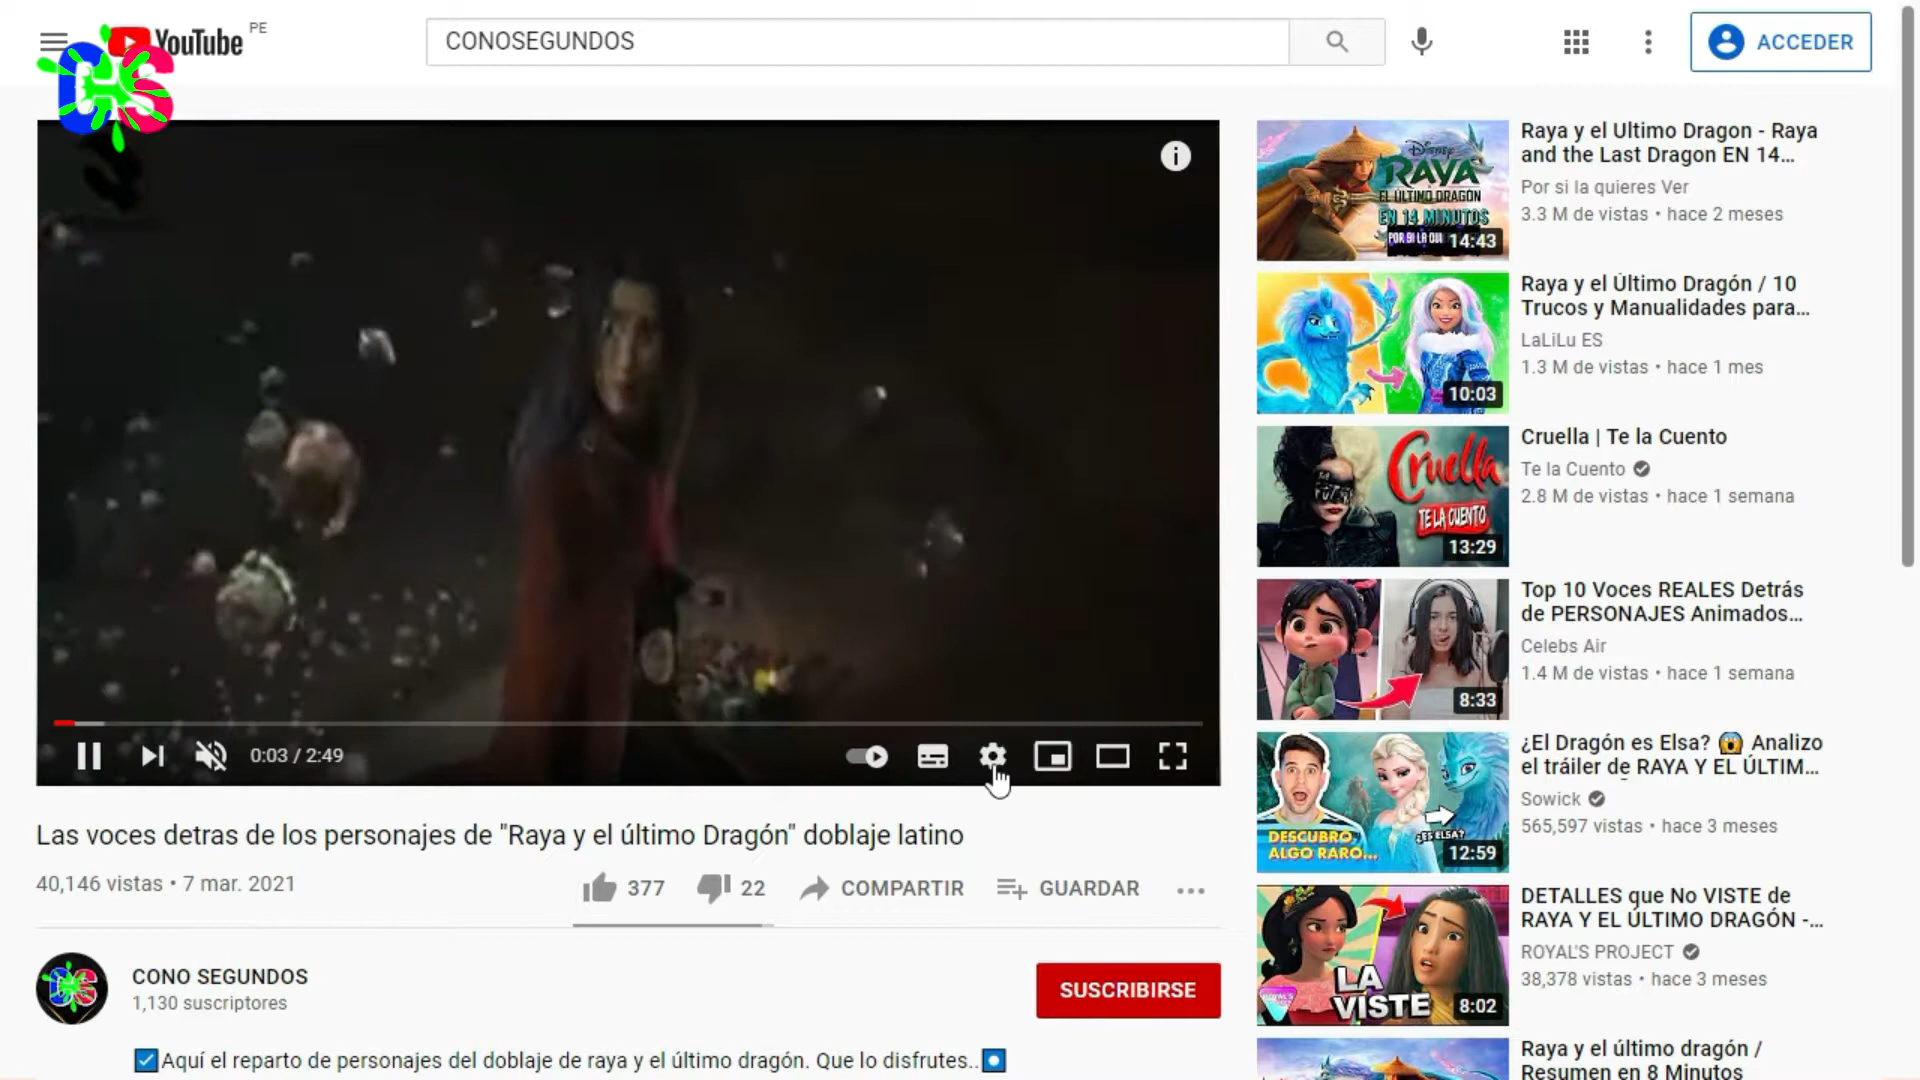 YouTube PE
CONOSEGUNDOS
ACCEDER
CS
i
0:03 / 2:49
Las voces detras de los personajes de "Raya y el último Dragón" doblaje latino
40,146 vistas • 7 mar. 2021
377
22
COMPARTIR
GUARDAR
CONO SEGUNDOS
1,130 suscriptores
SUSCRIBIRSE
Aquí el reparto de personajes del doblaje de raya y el último dragón. Que lo disfrutes..
Disney
RAYA
EL ÚLTIMO DRAGÓN
EN 14 MINUTOS
14:43
Raya y el Ultimo Dragon - Raya
and the Last Dragon EN 14...
Por si la quieres Ver
3.3 M de vistas • hace 2 meses
10:03
Raya y el Último Dragón / 10
Trucos y Manualidades para...
LaLiLu ES
1.3 M de vistas • hace 1 mes
Cruella
TE LA CUENTO
13:29
Cruella | Te la Cuento
Te la Cuento
2.8 M de vistas • hace 1 semana
8:33
Top 10 Voces REALES Detrás
de PERSONAJES Animados...
Celebs Air
1.4 M de vistas • hace 1 semana
¿ES ELSA?
DESCUBRO
ALGO RARO...
12:59
¿El Dragón es Elsa? 😱 Analizo
el tráiler de RAYA Y EL ÚLTIM...
Sowick
565,597 vistas • hace 3 meses
LA
VISTE
8:02
DETALLES que No VISTE de
RAYA Y EL ÚLTIMO DRAGÓN -...
ROYAL'S PROJECT
38,378 vistas • hace 3 meses
Raya y el último dragón /
Resumen en 8 Minutos